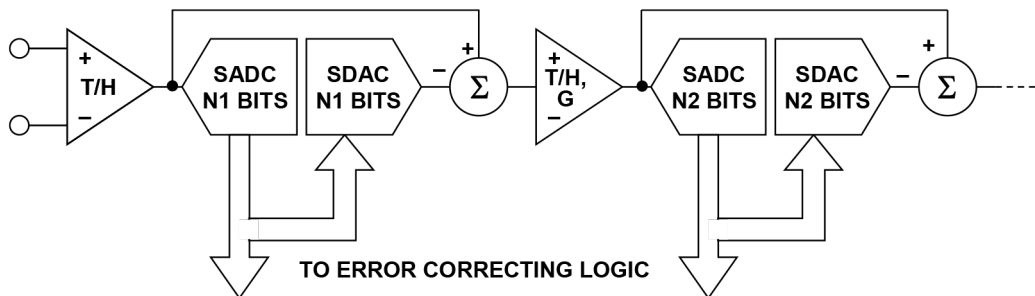 +
T/H
−
SADC
N1 BITS
SDAC
N1 BITS
+
−
Σ
+
T/H,
G
−
SADC
N2 BITS
SDAC
N2 BITS
+
−
Σ
TO ERROR CORRECTING LOGIC